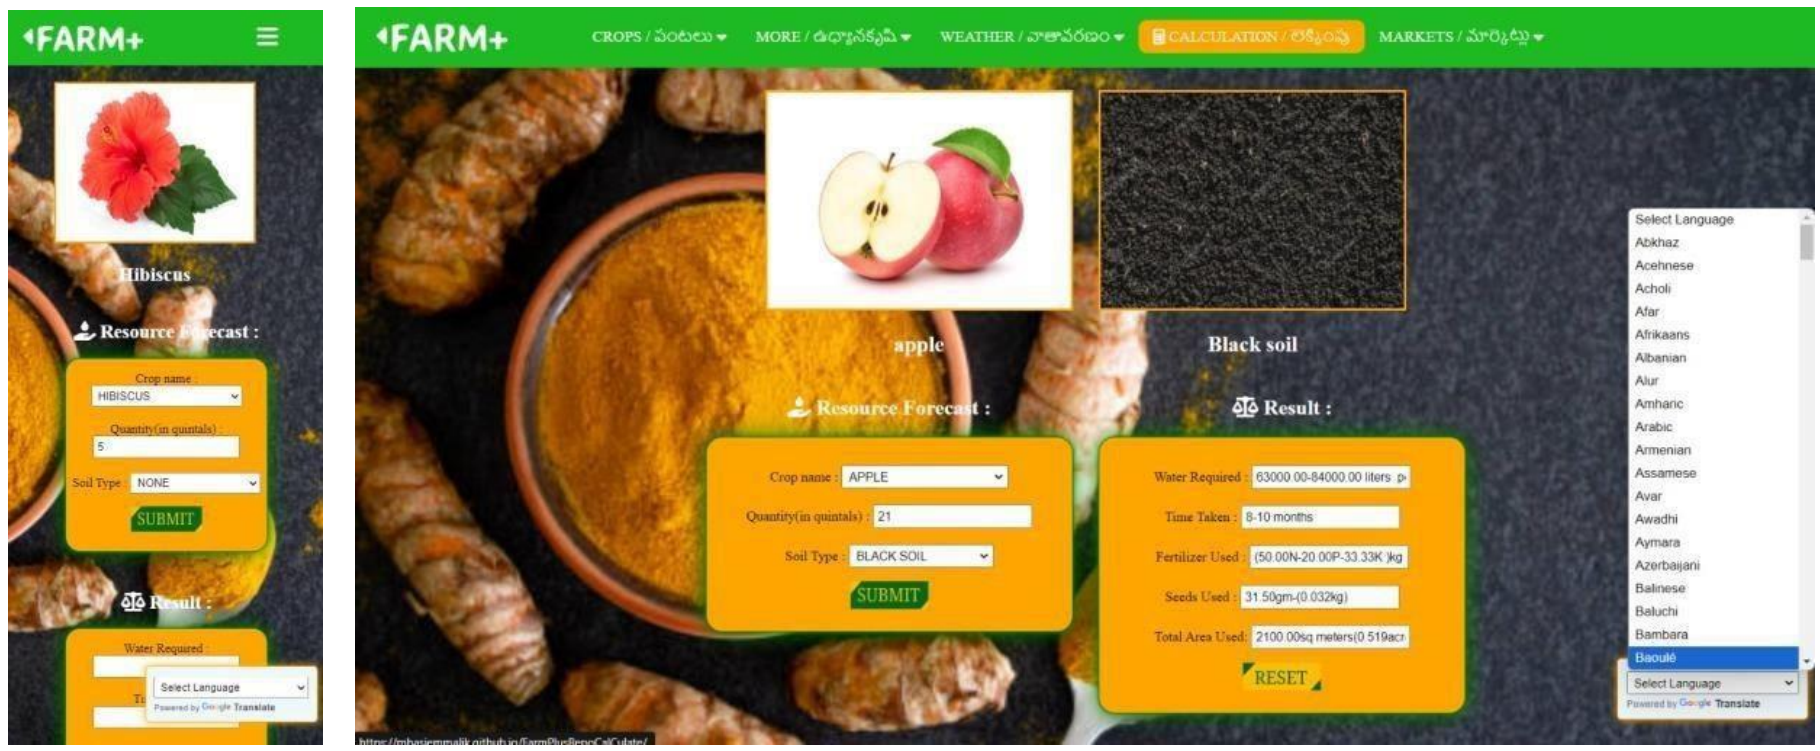 FARM+
Hibiscus
Resource Forecast :
Crop name :
HIBISCUS
Quantity(in quintals) :
5
Soil Type : NONE
SUBMIT
Result :
Water Required :
Select Language
Powered by Google Translate
FARM+
CROPS / పంటలు
MORE / ఉద్యానకృషి
WEATHER / వాతావరణం
CALCULATION / లెక్కింపు
MARKETS / మార్కెట్లు
apple
Black soil
Resource Forecast :
Crop name : APPLE
Quantity(in quintals) : 21
Soil Type : BLACK SOIL
SUBMIT
Result :
Water Required : 63000.00-84000.00 liters
Time Taken : 8-10 months
Fertilizer Used : (50.00N-20.00P-33.33K )kg
Seeds Used : 31.50gm-(0.032kg)
Total Area Used: 2100.00sq meters(0.519acr
RESET
Select Language
Abkhaz
Acehnese
Acholi
Afar
Afrikaans
Albanian
Alur
Amharic
Arabic
Armenian
Assamese
Avar
Awadhi
Aymara
Azerbaijani
Balinese
Baluchi
Bambara
Baoulé
Select Language
Powered by Google Translate
https://mbasiemmalik.github.io/FarmPlusRepoCalCulate/